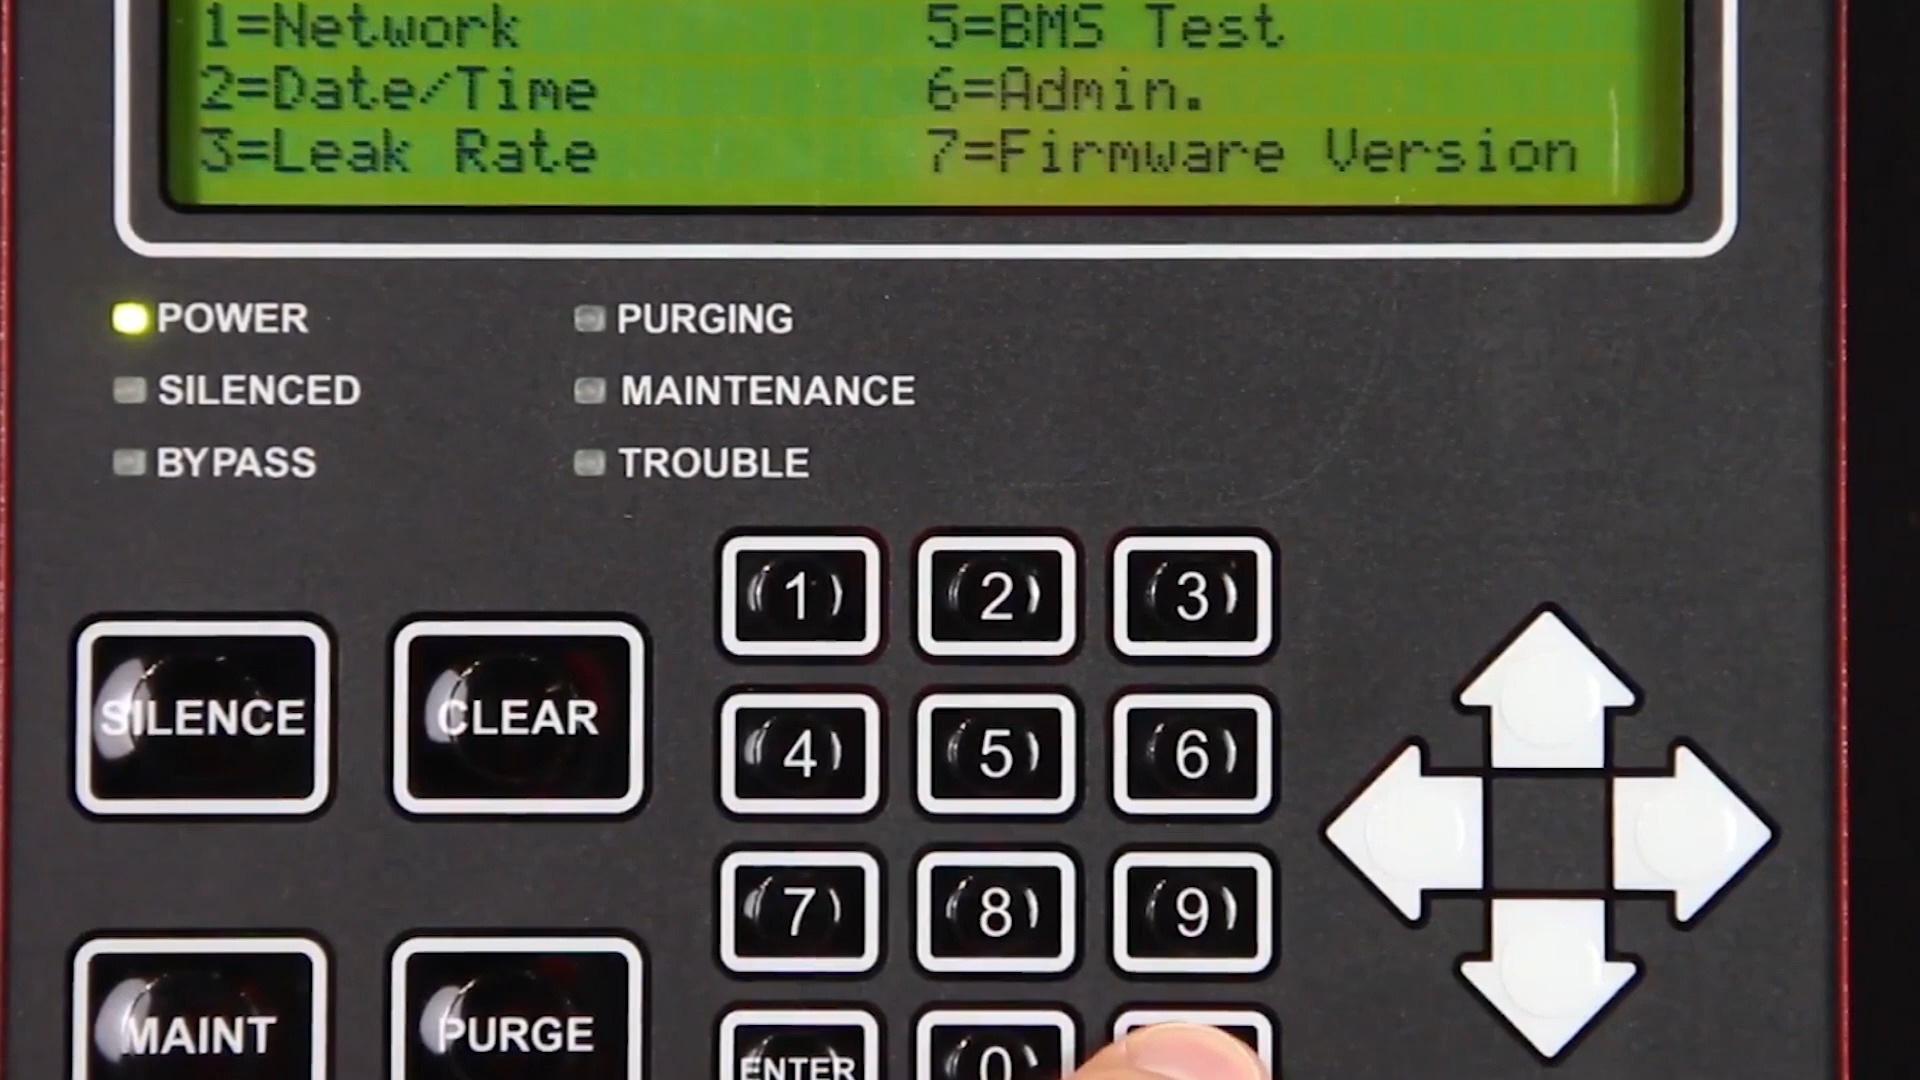 1=Network 5=BMS Test
2=Date/Time 6=Admin.
3=Leak Rate 7=Firmware Version
POWER PURGING
SILENCED MAINTENANCE
BYPASS TROUBLE
1 2 3
SILENCE CLEAR 4 5 6
7 8 9
MAINT PURGE ENTER 0